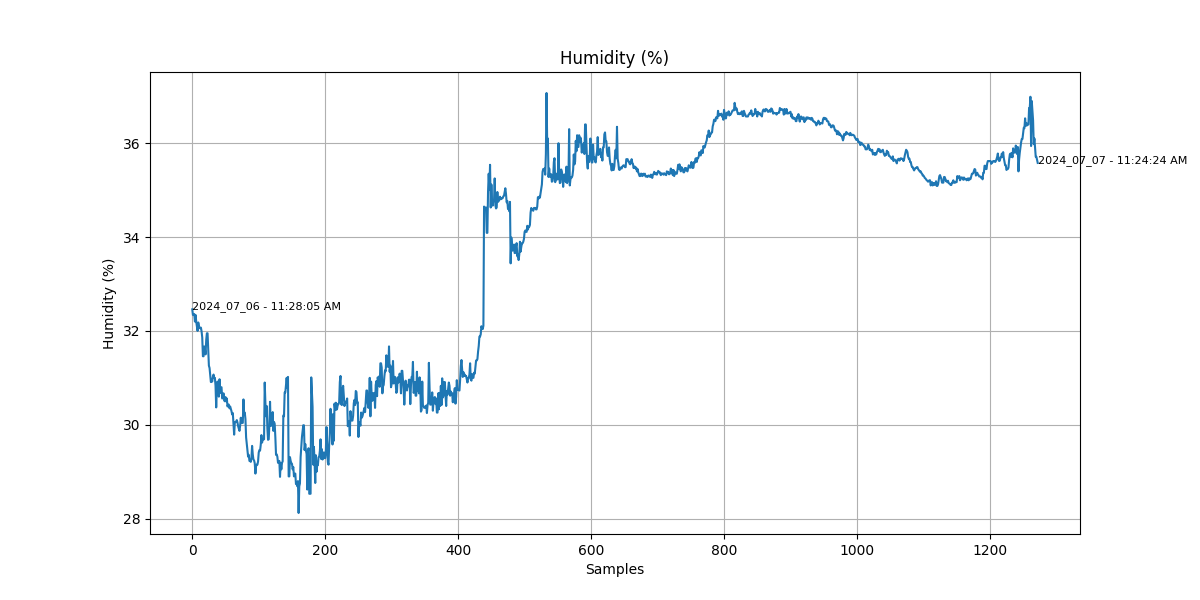 Humidity (%)
36
2024_07_07 - 11:24:24 AM
34
Humidity (%)
2024_07_06 - 11:28:05 AM
32
30
28
0 200 400 600 800 1000 1200
Samples